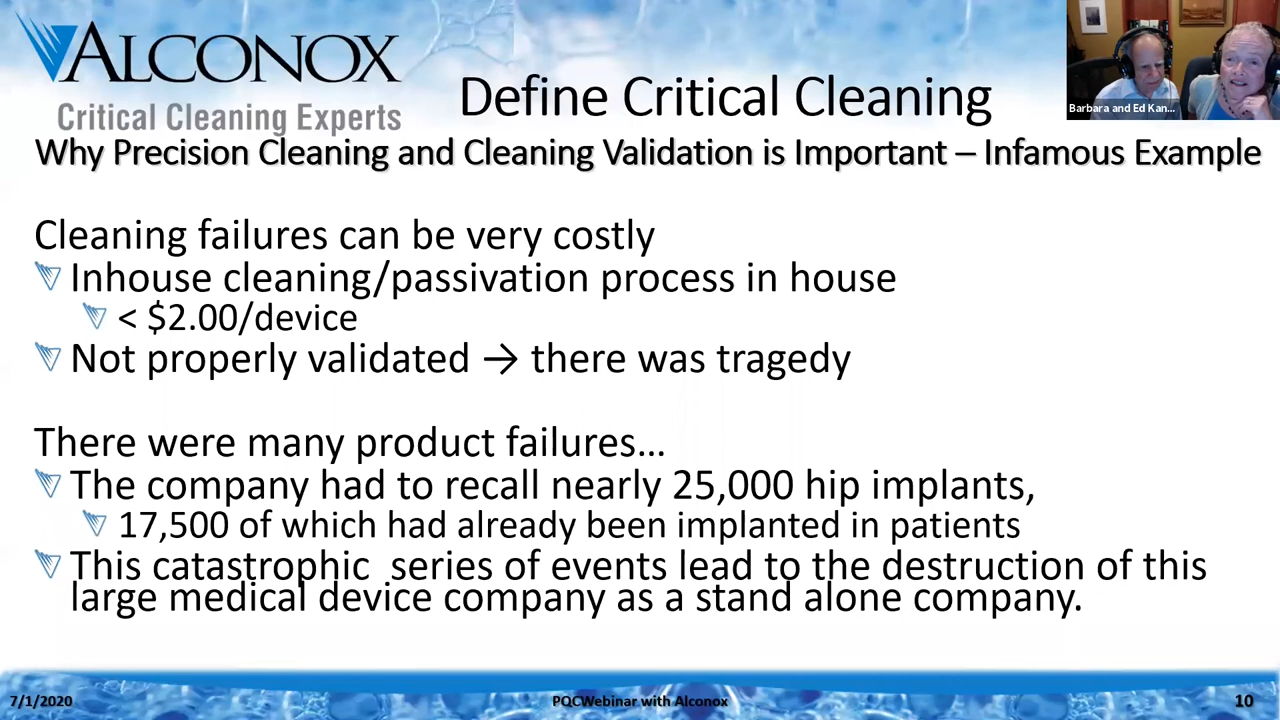 ALCONOX
Critical Cleaning Experts
Define Critical Cleaning
Barbara and Ed Kan...
Why Precision Cleaning and Cleaning Validation is Important – Infamous Example
Cleaning failures can be very costly
Inhouse cleaning/passivation process in house
< $2.00/device
Not properly validated → there was tragedy
There were many product failures…
The company had to recall nearly 25,000 hip implants,
17,500 of which had already been implanted in patients
This catastrophic  series of events lead to the destruction of this
large medical device company as a stand alone company.
7/1/2020
PQCWebinar with Alconox
10